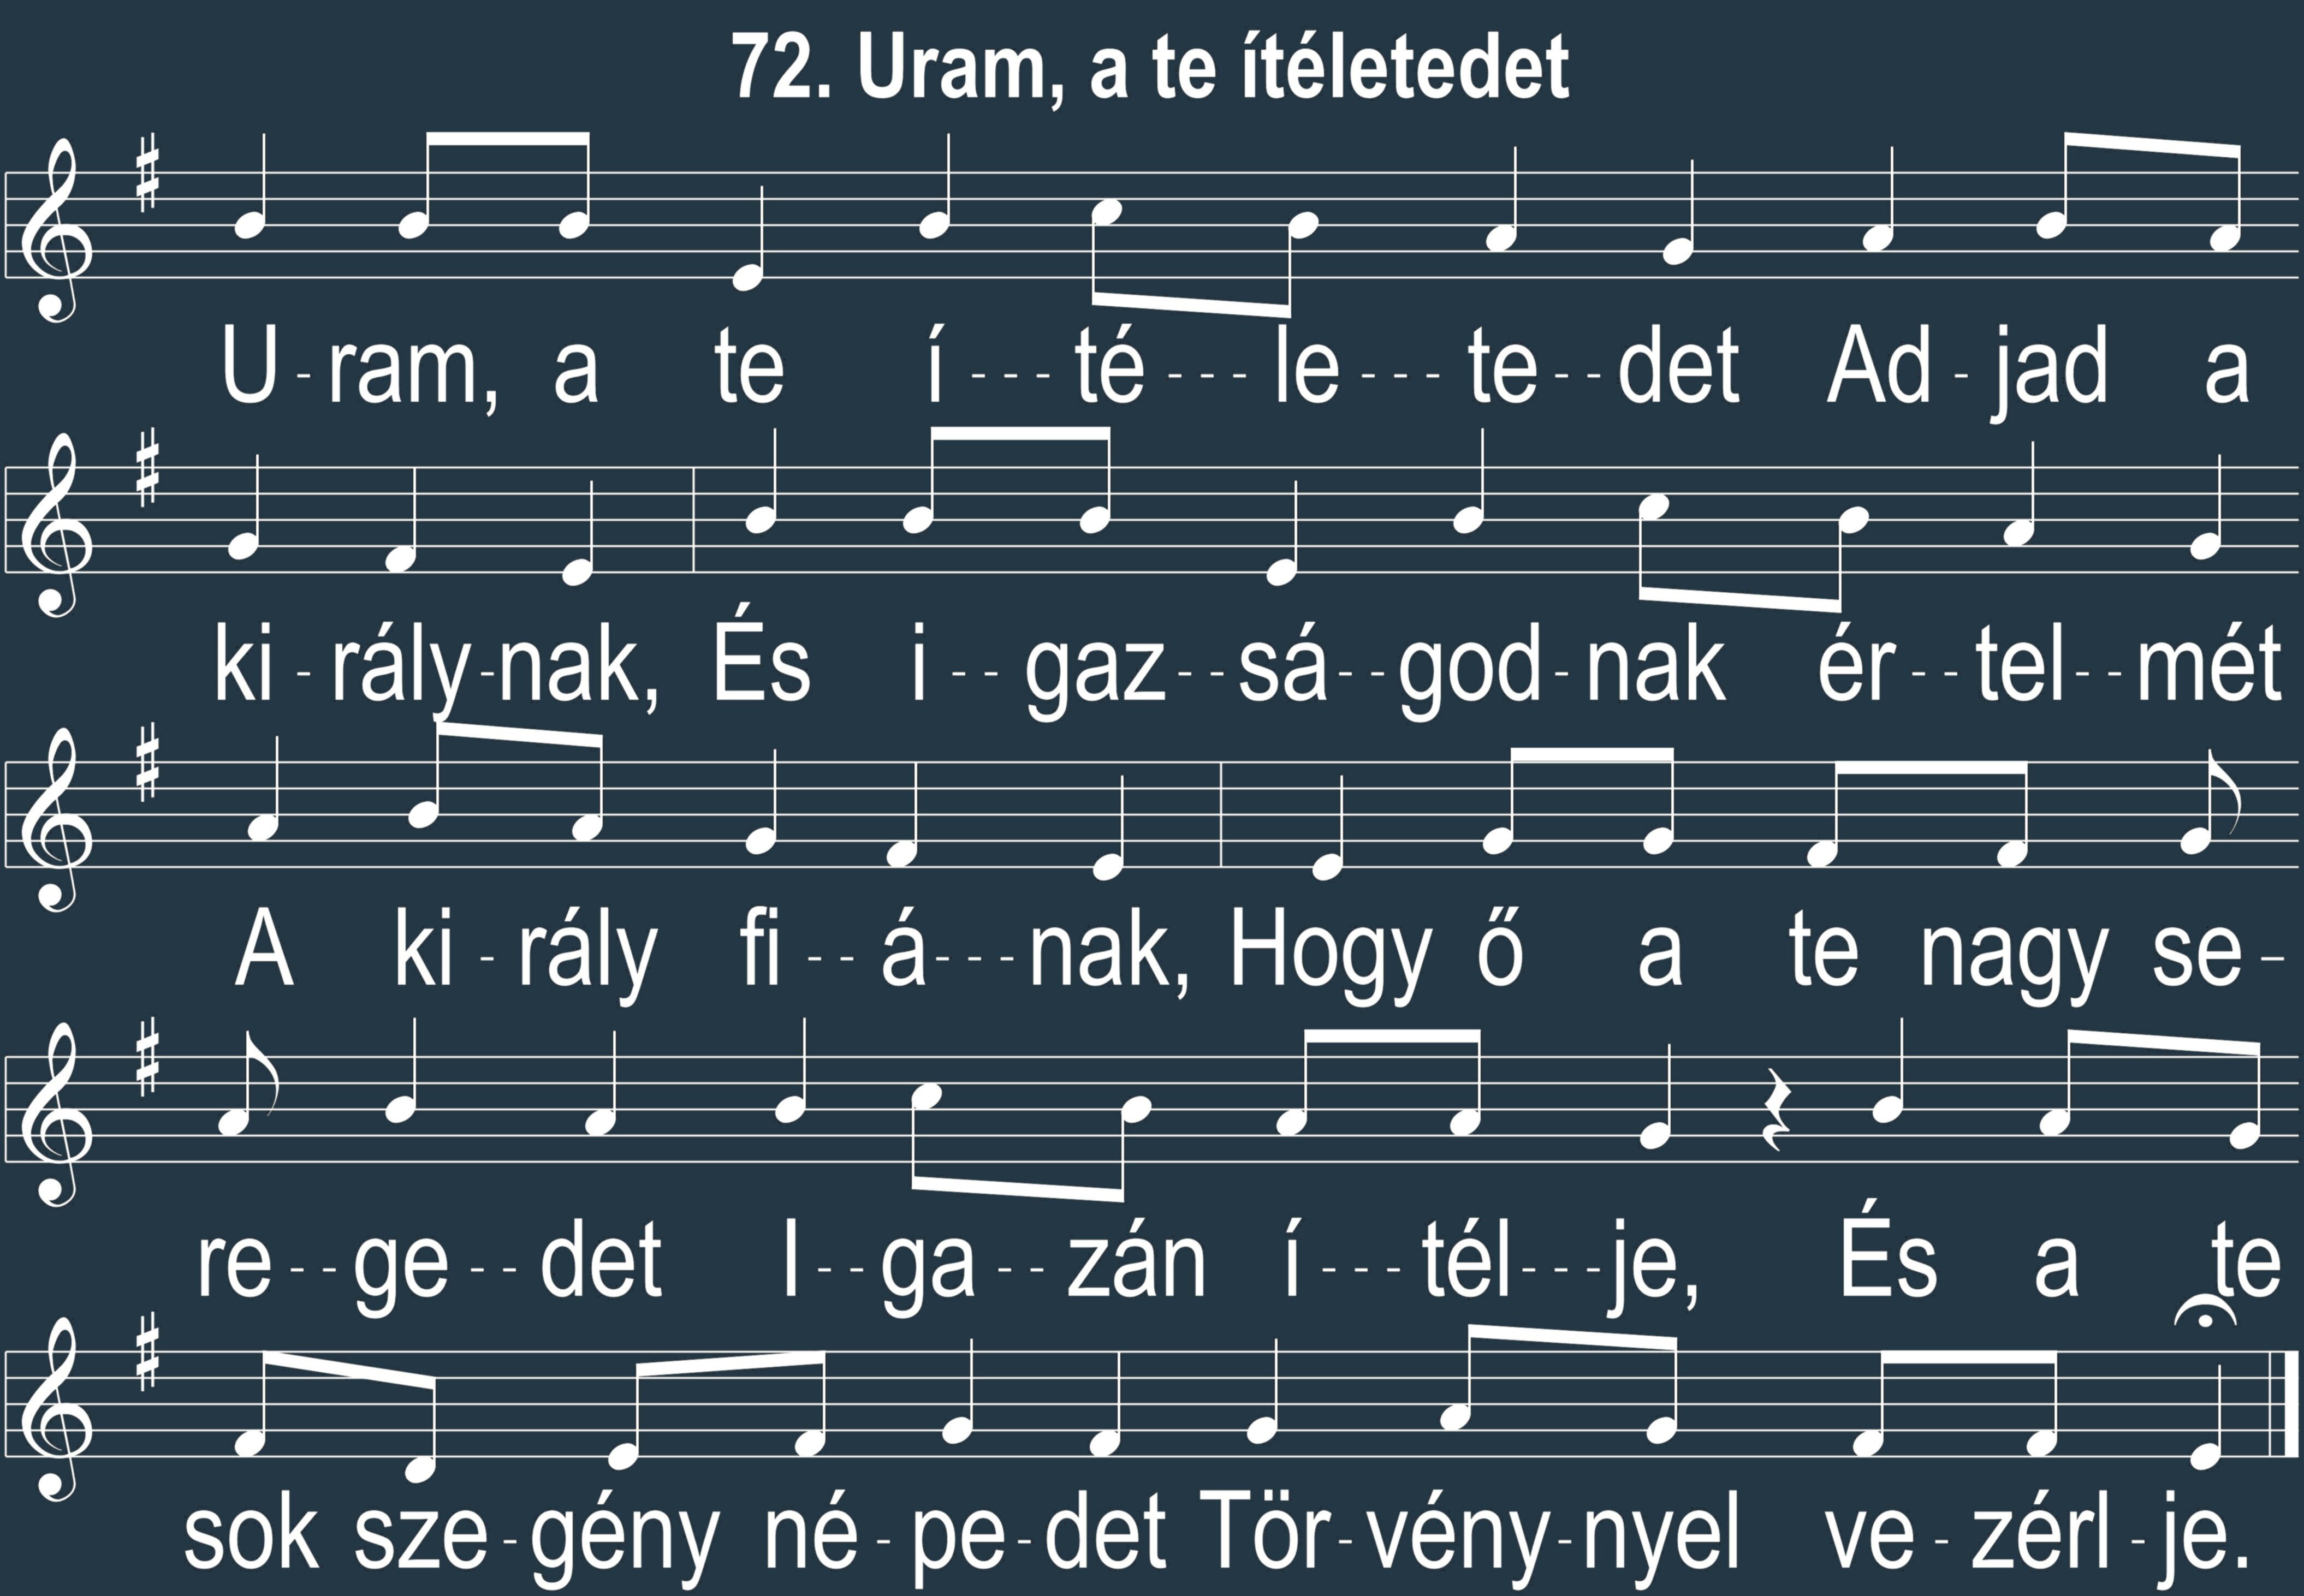 72. Uram, a te ítéletedet
U-ram, a te í---té---le---te--det Ad-jad a
ki-rály-nak, És i--gaz--sá--god-nak ér--tel--mét
A ki-rály fi--á---nak, Hogy ő a te nagy se-
re--ge--det I--ga--zán í---tél---je, És a te
sok sze-gény né-pe-det Tör-vény-nyel ve-zérl-je.